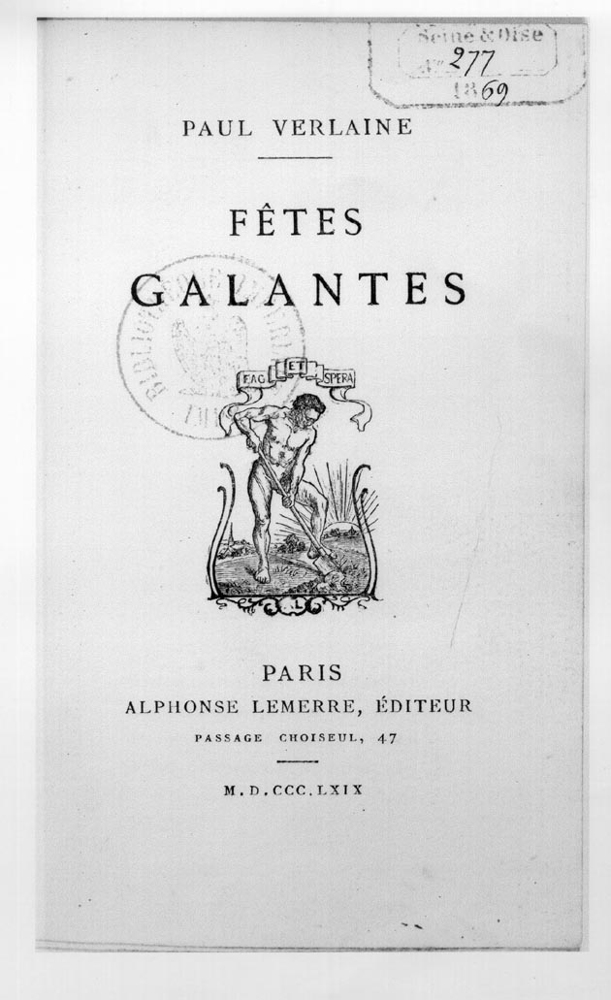 Seine & Oise
277
1869
PAUL VERLAINE
FÊTES
GALANTES
FAC ET SPERA
L
PARIS
ALPHONSE LEMERRE, ÉDITEUR
PASSAGE CHOISEUL, 47
M.D.CCC.LXIX